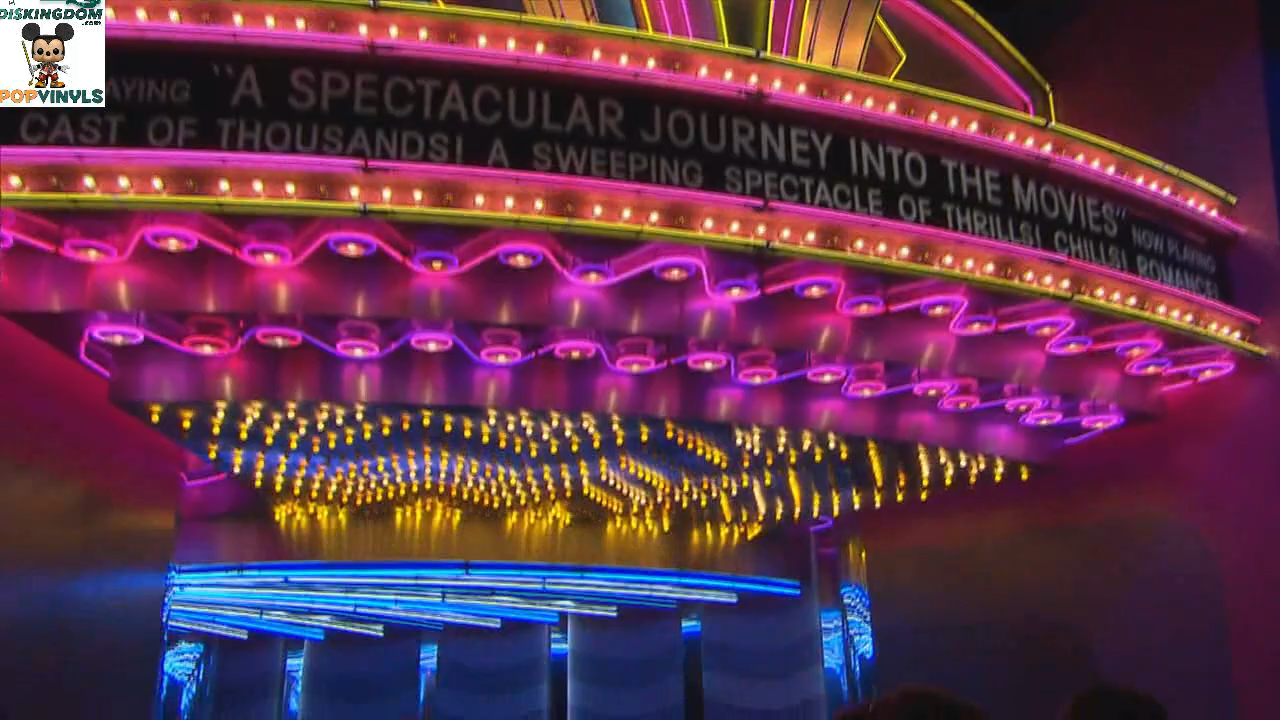 DISKINGDOM
.com
POPVINYLS
AYING "A SPECTACULAR JOURNEY INTO THE MOVIES" NOW PLAYING
CAST OF THOUSANDS! A SWEEPING SPECTACLE OF THRILLS! CHILLS! ROMANCE!